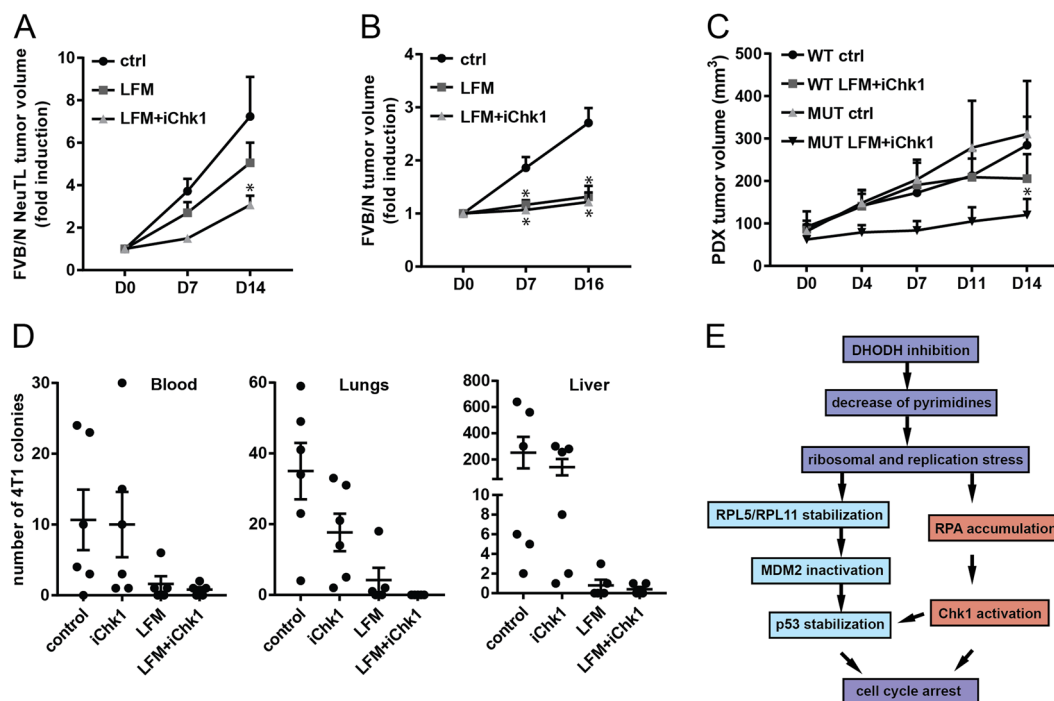 A
FVB/N NeuTL tumor volume
(fold induction)
10
8
6
4
2
0
ctrl
LFM
LFM+iChk1
*
D0 D7 D14
B
FVB/N tumor volume
(fold induction)
4
3
2
1
0
ctrl
LFM
LFM+iChk1
* *
* *
D0 D7 D16
C
PDX tumor volume (mm³)
500
400
300
200
100
0
WT ctrl
WT LFM+iChk1
MUT ctrl
MUT LFM+iChk1
*
D0 D4 D7 D11 D14
D
number of 4T1 colonies
Blood
30
20
10
0
control iChk1 LFM LFM+iChk1
Lungs
60
40
20
0
control iChk1 LFM LFM+iChk1
Liver
800
600
400
200
10
8
6
4
2
0
control iChk1 LFM LFM+iChk1
E
DHODH inhibition
decrease of pyrimidines
ribosomal and replication stress
RPL5/RPL11 stabilization
RPA accumulation
MDM2 inactivation
Chk1 activation
p53 stabilization
cell cycle arrest